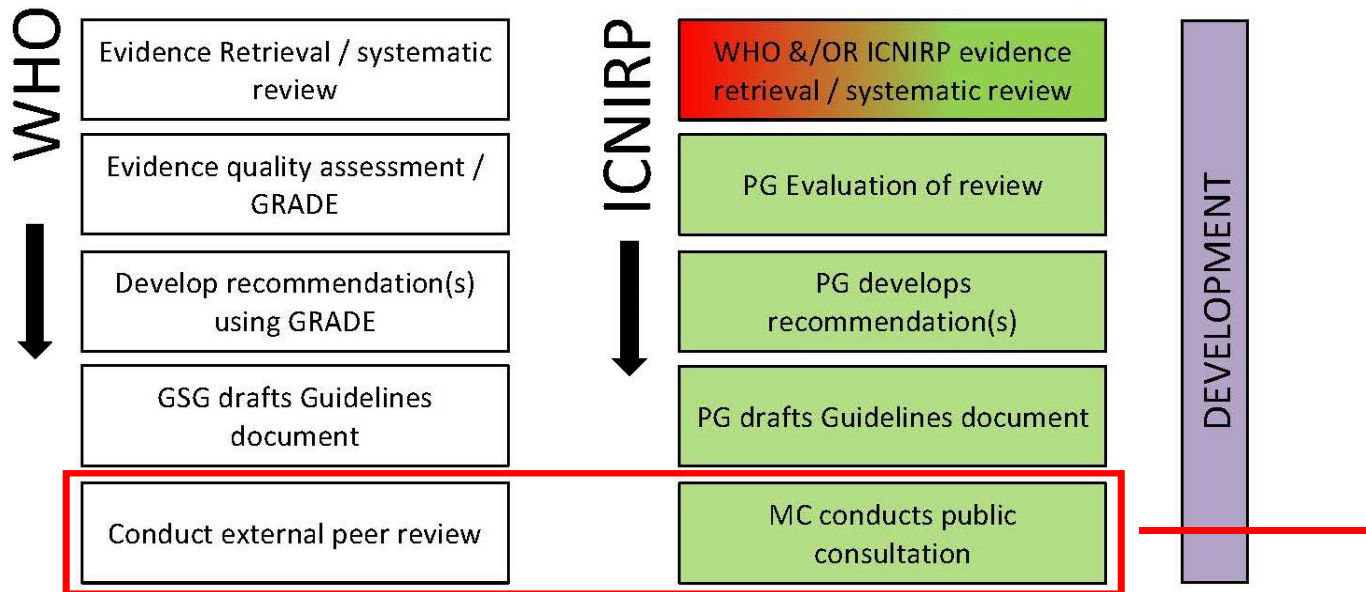 WHO
Evidence Retrieval / systematic
review
Evidence quality assessment /
GRADE
Develop recommendation(s)
using GRADE
GSG drafts Guidelines
document
Conduct external peer review
ICNIRP
WHO &/OR ICNIRP evidence
retrieval / systematic review
PG Evaluation of review
PG develops
recommendation(s)
PG drafts Guidelines document
MC conducts public
consultation
DEVELOPMENT